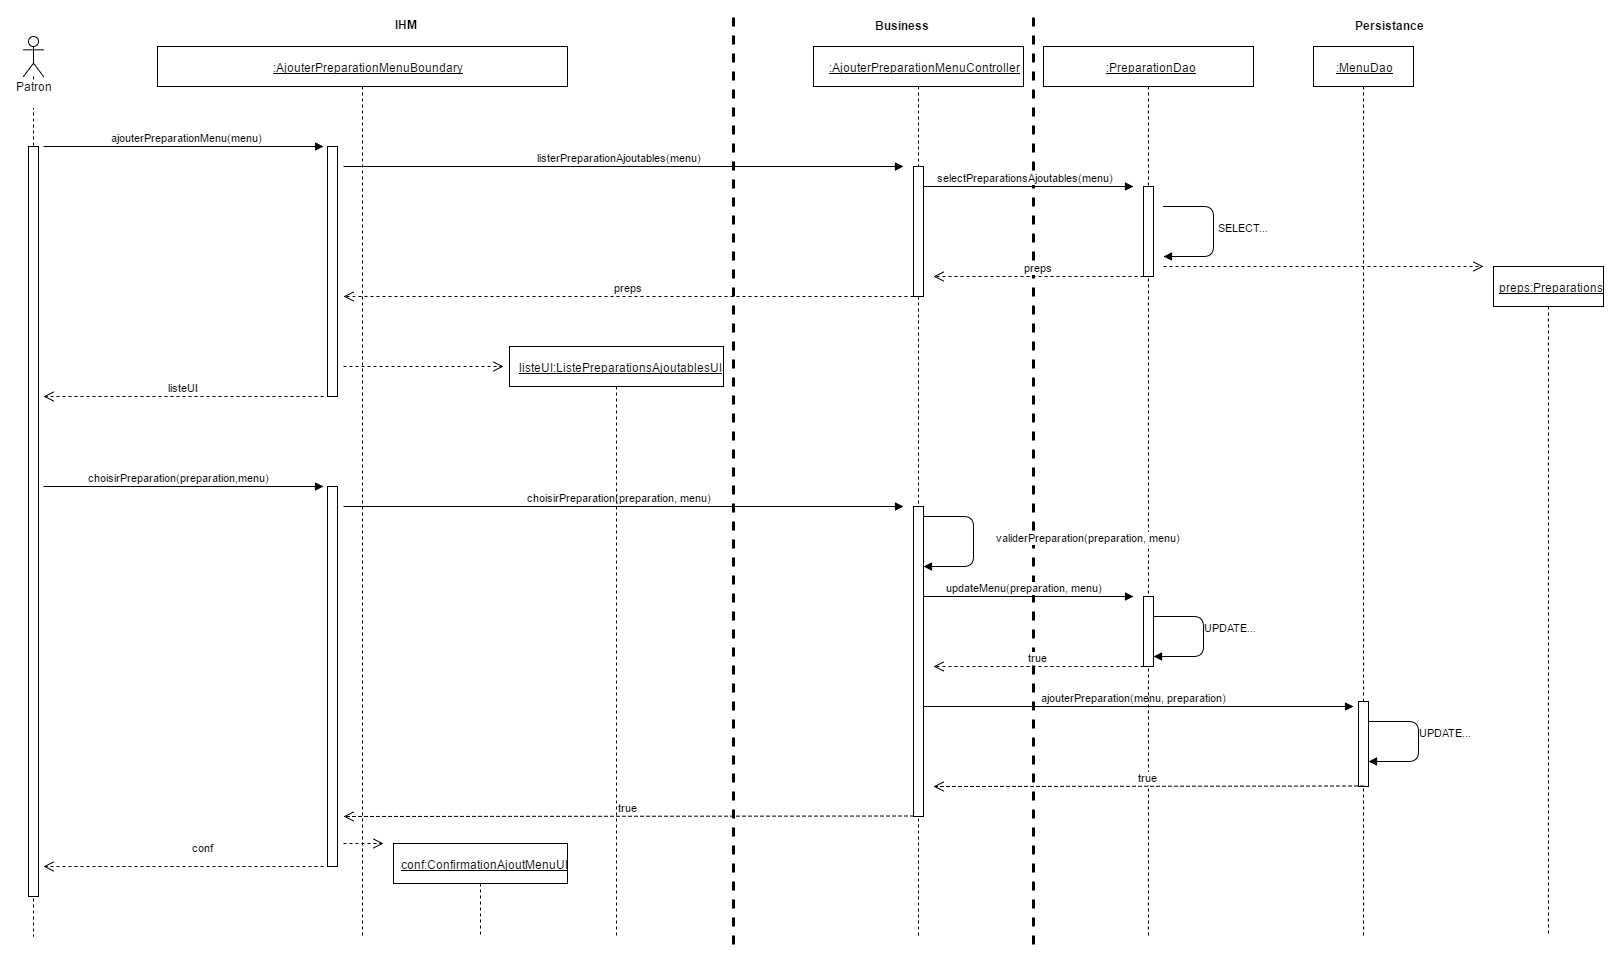 IHM
Business
Persistance
:AjouterPreparationMenuBoundary
:AjouterPreparationMenuController
:PreparationDao
:MenuDao
Patron
ajouterPreparationMenu(menu)
listerPreparationAjoutables(menu)
selectPreparationsAjoutables(menu)
SELECT...
preps
preps:Preparations
preps
listeUI:ListePreparationsAjoutablesUI
listeUI
choisirPreparation(preparation,menu)
choisirPreparation(preparation, menu)
validerPreparation(preparation, menu)
updateMenu(preparation, menu)
UPDATE...
true
ajouterPreparation(menu, preparation)
UPDATE...
true
true
conf
conf:ConfirmationAjoutMenuUI